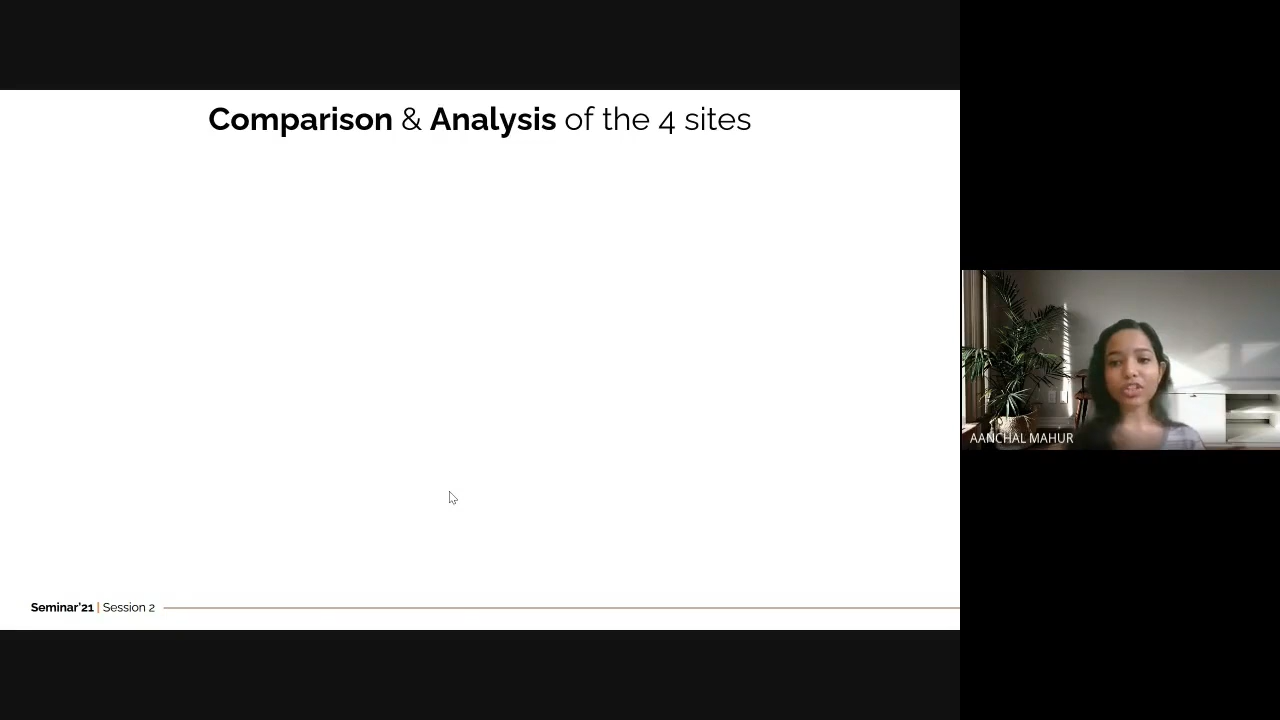 Comparison & Analysis of the 4 sites
AANCHAL MAHUR
Seminar'21 | Session 2